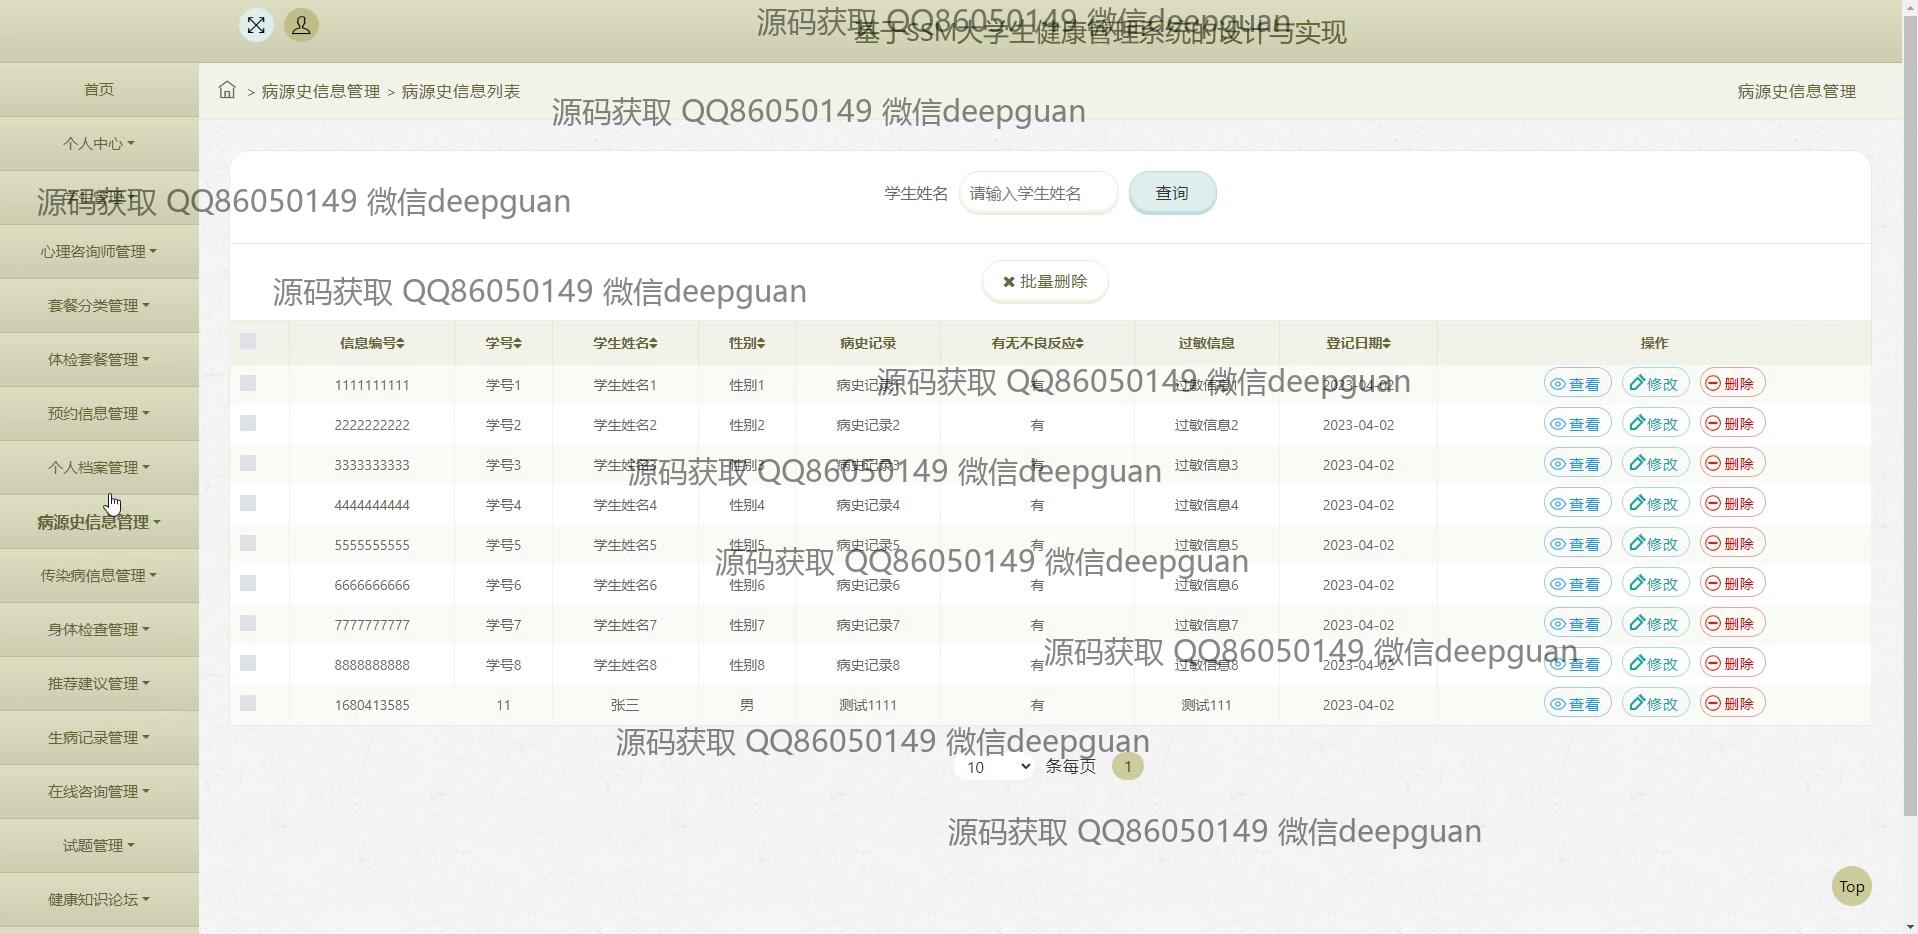 源码获取 QQ86050149 微信deepguan
基于SSM大学生健康管理系统的设计与实现
首页
> 病源史信息管理 > 病源史信息列表
病源史信息管理
源码获取 QQ86050149 微信deepguan
个人中心
学生管理
源码获取 QQ86050149 微信deepguan
学生姓名 请输入学生姓名 查询
心理咨询师管理
源码获取 QQ86050149 微信deepguan
批量删除
套餐分类管理
体检套餐管理
预约信息管理
个人档案管理
病源史信息管理
传染病信息管理
身体检查管理
推荐建议管理
生病记录管理
在线咨询管理
试题管理
健康知识论坛
信息编号 学号 学生姓名 性别 病史记录 有无不良反应 过敏信息 登记日期 操作
1111111111 学号1 学生姓名1 性别1 病史记录1 有 过敏信息1 2023-04-02 查看 修改 删除
源码获取 QQ86050149 微信deepguan
2222222222 学号2 学生姓名2 性别2 病史记录2 有 过敏信息2 2023-04-02 查看 修改 删除
3333333333 学号3 学生姓名3 性别3 病史记录3 有 过敏信息3 2023-04-02 查看 修改 删除
源码获取 QQ86050149 微信deepguan
4444444444 学号4 学生姓名4 性别4 病史记录4 有 过敏信息4 2023-04-02 查看 修改 删除
5555555555 学号5 学生姓名5 性别5 病史记录5 有 过敏信息5 2023-04-02 查看 修改 删除
源码获取 QQ86050149 微信deepguan
6666666666 学号6 学生姓名6 性别6 病史记录6 有 过敏信息6 2023-04-02 查看 修改 删除
7777777777 学号7 学生姓名7 性别7 病史记录7 有 过敏信息7 2023-04-02 查看 修改 删除
源码获取 QQ86050149 微信deepguan
8888888888 学号8 学生姓名8 性别8 病史记录8 有 过敏信息8 2023-04-02 查看 修改 删除
1680413585 11 张三 男 测试1111 有 测试111 2023-04-02 查看 修改 删除
源码获取 QQ86050149 微信deepguan
10 条每页 1
源码获取 QQ86050149 微信deepguan
Top